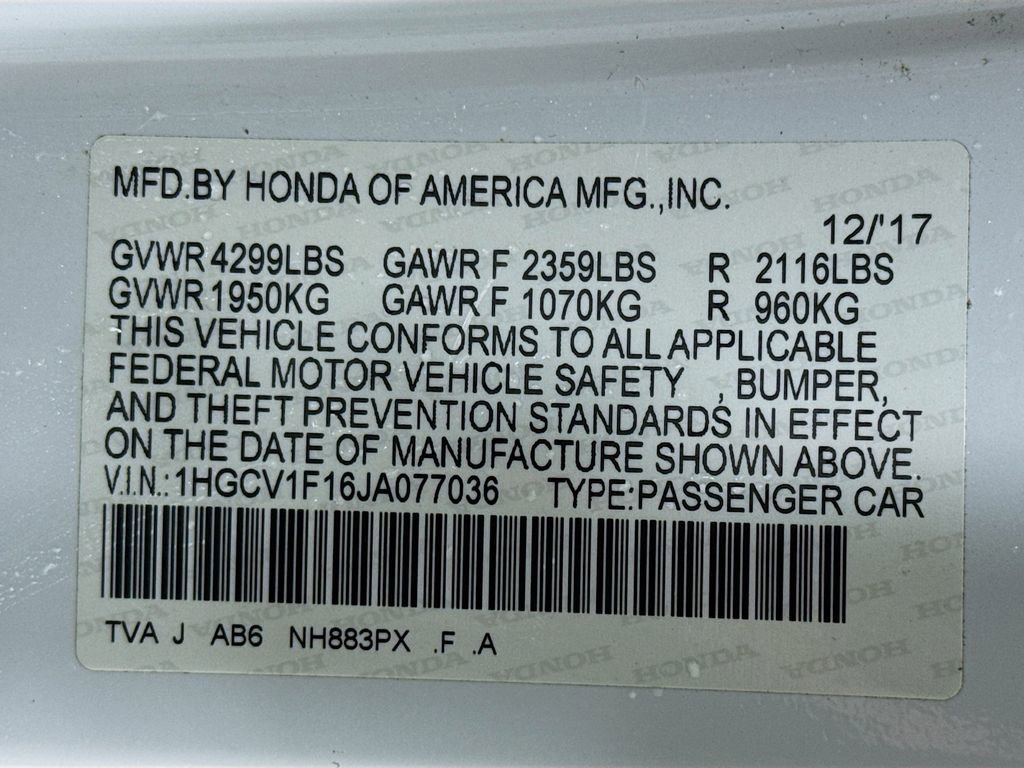 MFD.BY HONDA OF AMERICA MFG.,INC.
12/'17
GVWR 4299LBS GAWR F 2359LBS R 2116LBS
GVWR 1950KG GAWR F 1070KG R 960KG
THIS VEHICLE CONFORMS TO ALL APPLICABLE
FEDERAL MOTOR VEHICLE SAFETY , BUMPER,
AND THEFT PREVENTION STANDARDS IN EFFECT
ON THE DATE OF MANUFACTURE SHOWN ABOVE.
V.I.N.:1HGCV1F16JA077036 TYPE:PASSENGER CAR
TVA J AB6 NH883PX .F .A